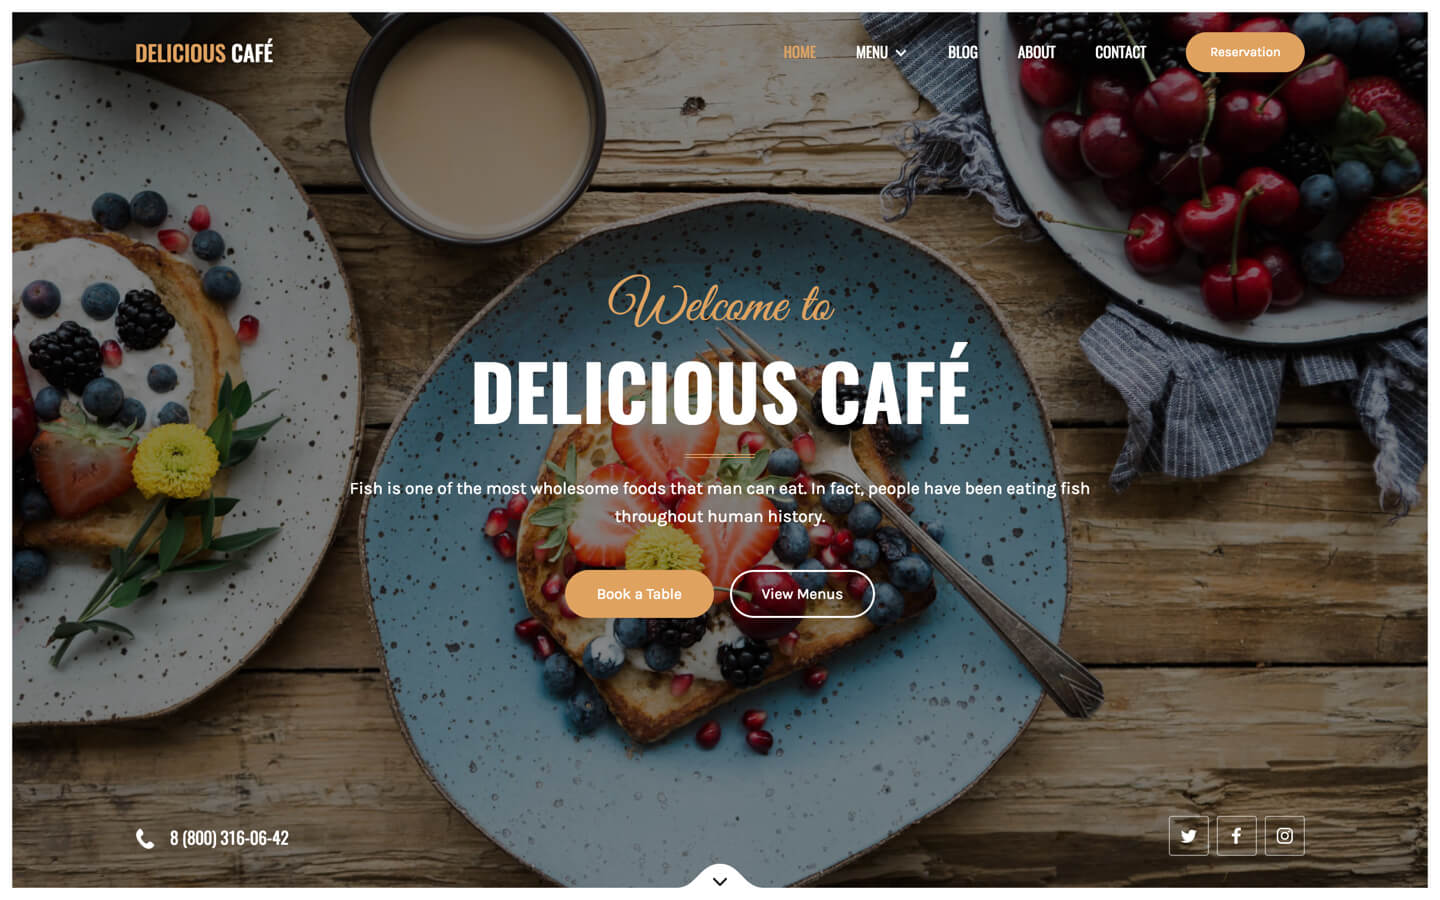 DELICIOUS CAFÉ
HOME MENU BLOG ABOUT CONTACT Reservation
Welcome to
DELICIOUS CAFÉ
Fish is one of the most wholesome foods that man can eat. In fact, people have been eating fish
throughout human history.
Book a Table View Menus
8 (800) 316-06-42